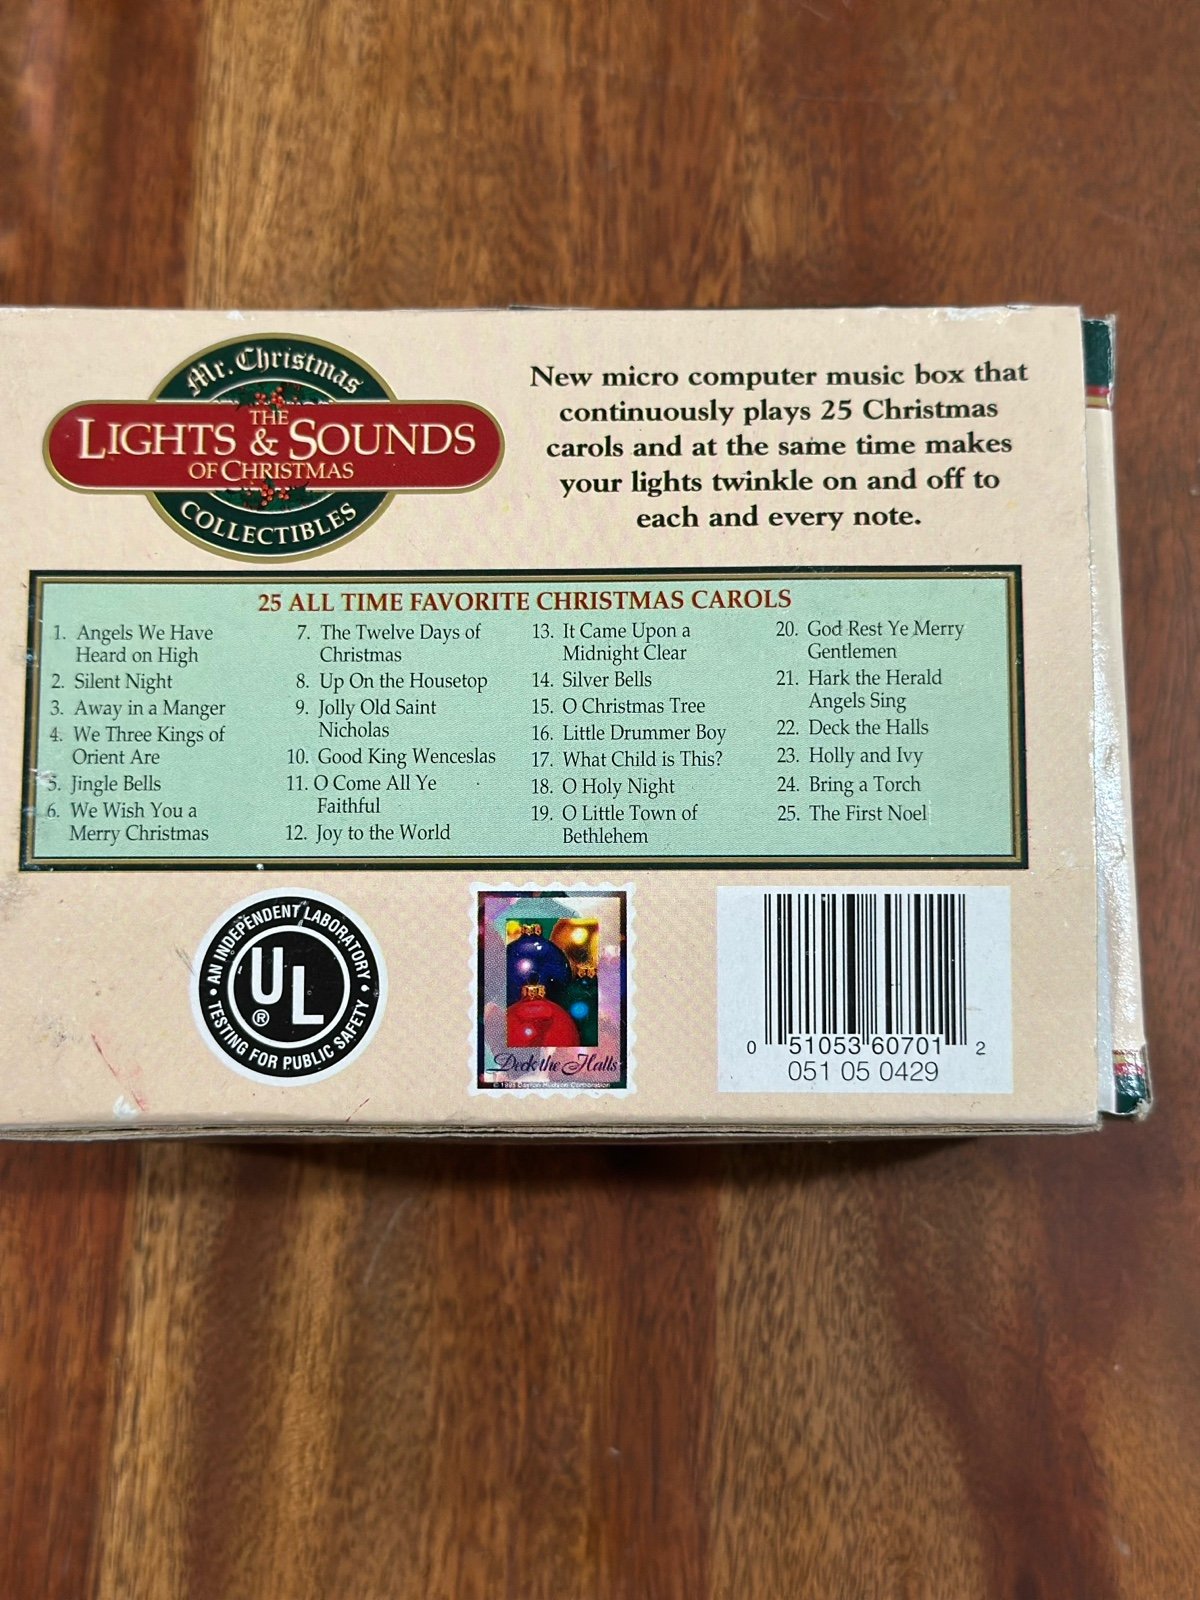 Mr. Christmas
THE
LIGHTS & SOUNDS
OF CHRISTMAS
COLLECTIBLES
New micro computer music box that
continuously plays 25 Christmas
carols and at the same time makes
your lights twinkle on and off to
each and every note.
25 ALL TIME FAVORITE CHRISTMAS CAROLS
1. Angels We Have
Heard on High
2. Silent Night
3. Away in a Manger
4. We Three Kings of
Orient Are
5. Jingle Bells
6. We Wish You a
Merry Christmas
7. The Twelve Days of
Christmas
8. Up On the Housetop
9. Jolly Old Saint
Nicholas
10. Good King Wenceslas
11. O Come All Ye
Faithful
12. Joy to the World
13. It Came Upon a
Midnight Clear
14. Silver Bells
15. O Christmas Tree
16. Little Drummer Boy
17. What Child is This?
18. O Holy Night
19. O Little Town of
Bethlehem
20. God Rest Ye Merry
Gentlemen
21. Hark the Herald
Angels Sing
22. Deck the Halls
23. Holly and Ivy
24. Bring a Torch
25. The First Noel
AN INDEPENDENT LABORATORY
UL ®
TESTING FOR PUBLIC SAFETY
Deck the Halls
© 1995 Dayton Hudson Corporation
0 51053 60701 2
051 05 0429